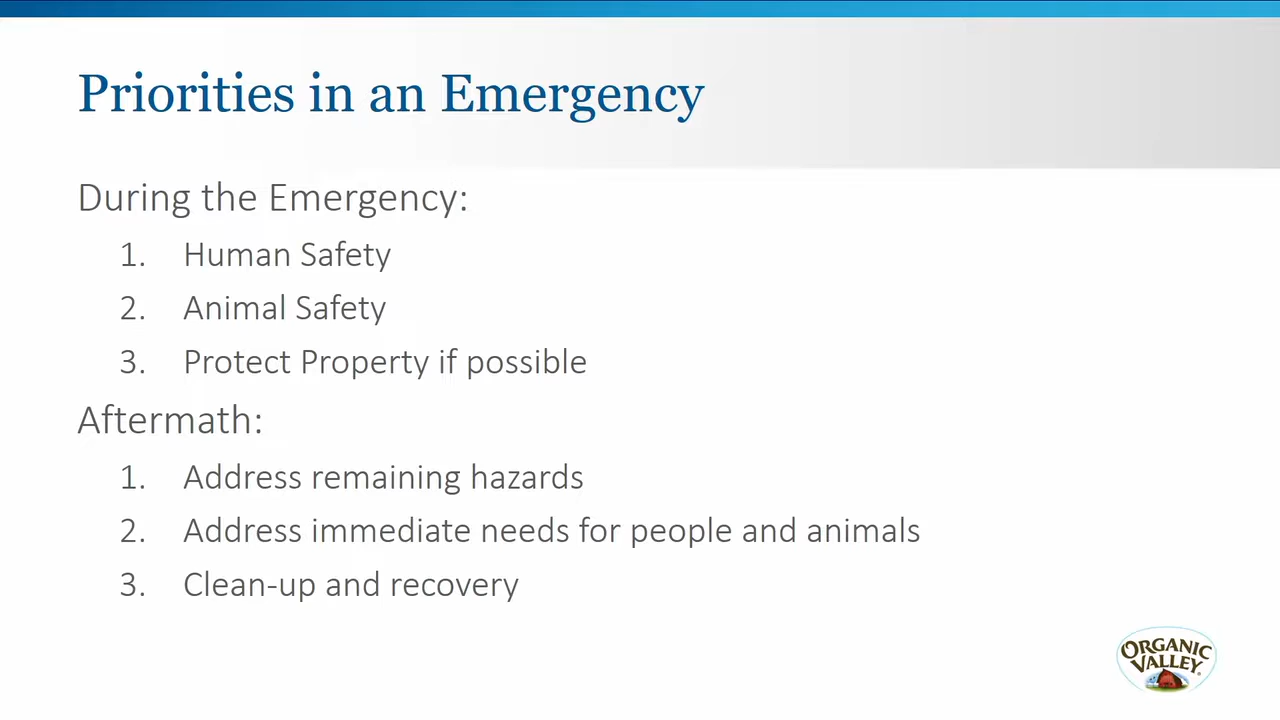 Priorities in an Emergency
During the Emergency:
1. Human Safety
2. Animal Safety
3. Protect Property if possible
Aftermath:
1. Address remaining hazards
2. Address immediate needs for people and animals
3. Clean-up and recovery
ORGANIC
VALLEY